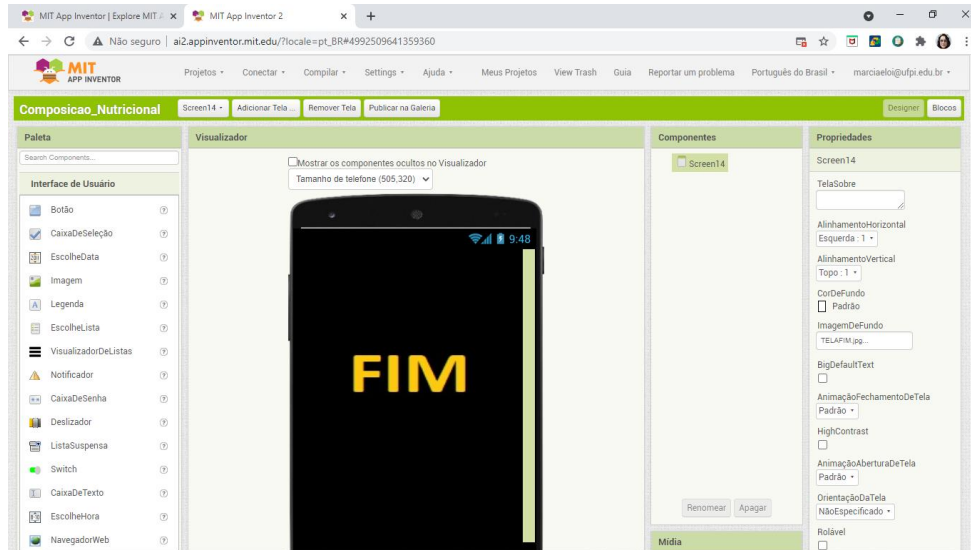 MIT App Inventor | Explore MIT A
MIT App Inventor 2
Não seguro | ai2.appinventor.mit.edu/?locale=pt_BR#4992509641359360
MIT
APP INVENTOR
Projetos Conectar Compilar Settings Ajuda Meus Projetos View Trash Guia Reportar um problema Português do Brasil marciaeloi@ufpi.edu.br
Composicao_Nutricional Screen14 Adicionar Tela ... Remover Tela Publicar na Galeria Designer Blocos
Paleta
Search Components...
Interface de Usuário
Botão
CaixaDeSeleção
EscolheData
Imagem
Legenda
EscolheLista
VisualizadorDeListas
Notificador
CaixaDeSenha
Deslizador
ListaSuspensa
Switch
CaixaDeTexto
EscolheHora
NavegadorWeb
Visualizador
Mostrar os componentes ocultos no Visualizador
Tamanho de telefone (505,320)
9:48
FIM
Componentes
Screen14
Renomear Apagar
Mídia
Propriedades
Screen14
TelaSobre
AlinhamentoHorizontal
Esquerda : 1
AlinhamentoVertical
Topo : 1
CorDeFundo
Padrão
ImagemDeFundo
TELAFIM.jpg...
BigDefaultText
AnimaçãoFechamentoDeTela
Padrão
HighContrast
AnimaçãoAberturaDeTela
Padrão
OrientaçãoDaTela
NãoEspecificado
Rolável